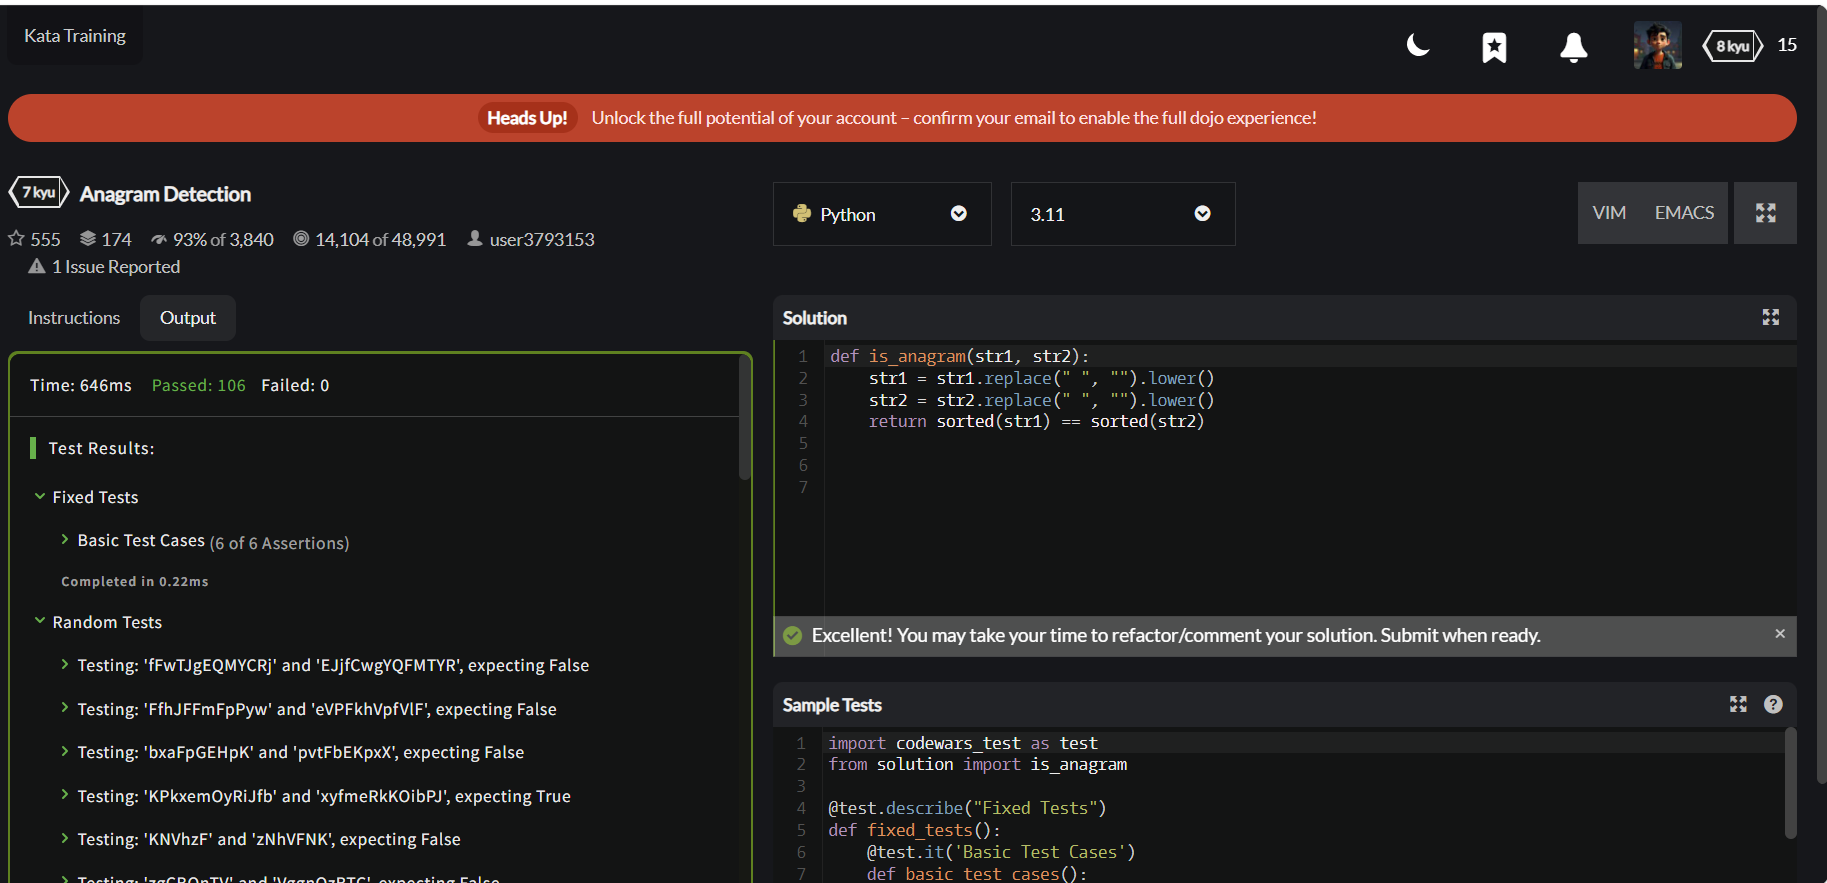 Kata Training
8 kyu 15
Heads Up! Unlock the full potential of your account – confirm your email to enable the full dojo experience!
7 kyu Anagram Detection
555 174 93% of 3,840 14,104 of 48,991 user3793153
1 Issue Reported
Instructions Output
Time: 646ms Passed: 106 Failed: 0
Test Results:
Fixed Tests
Basic Test Cases (6 of 6 Assertions)
Completed in 0.22ms
Random Tests
Testing: 'fFwTJgEQMYCRj' and 'EJjfCwgYQFMTYR', expecting False
Testing: 'FfhJFFmFpPyw' and 'eVPFkhVpfVlF', expecting False
Testing: 'bxaFpGEHpK' and 'pvtFbEKpxX', expecting False
Testing: 'KPkxemOyRiJfb' and 'xyfmeRkKOibPJ', expecting True
Testing: 'KNVhzF' and 'zNhVFNK', expecting False
Python 3.11 VIM EMACS
Solution
1 def is_anagram(str1, str2):
2 str1 = str1.replace(" ", "").lower()
3 str2 = str2.replace(" ", "").lower()
4 return sorted(str1) == sorted(str2)
5
6
7
Excellent! You may take your time to refactor/comment your solution. Submit when ready. ×
Sample Tests ?
1 import codewars_test as test
2 from solution import is_anagram
3
4 @test.describe("Fixed Tests")
5 def fixed_tests():
6 @test.it('Basic Test Cases')
7 def basic_test_cases():